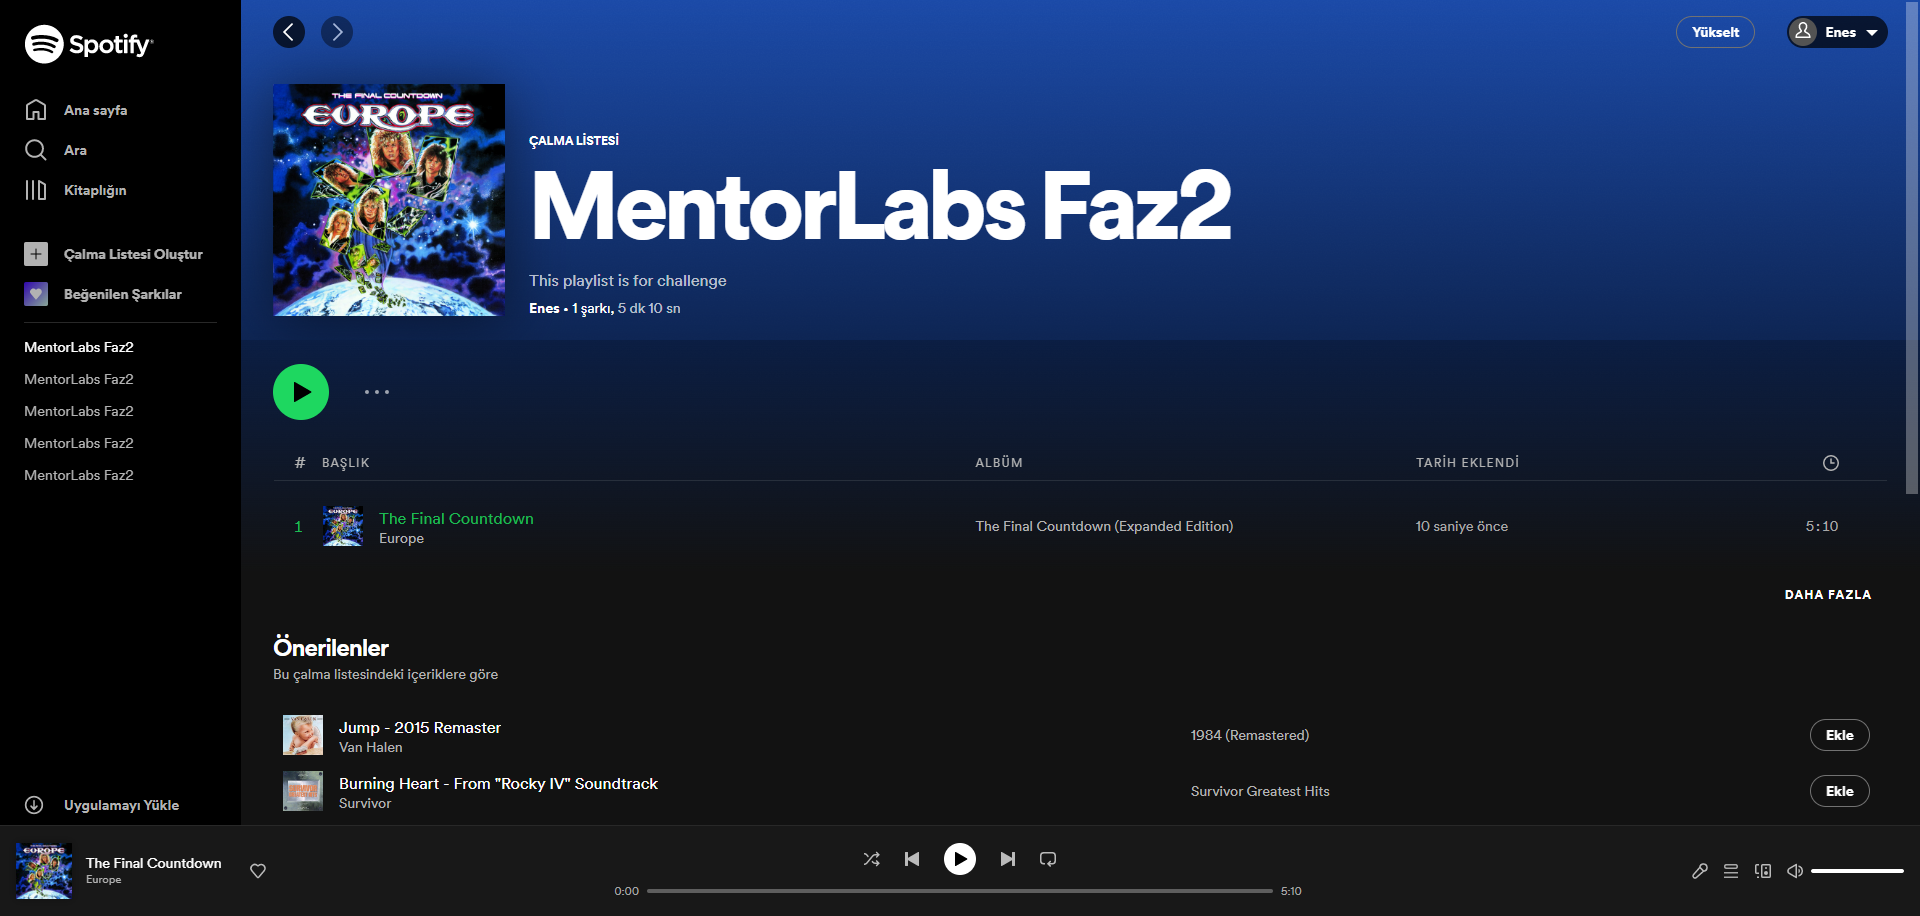 Spotify
Ana sayfa
Ara
Kitaplığın
Çalma Listesi Oluştur
Beğenilen Şarkılar
MentorLabs Faz2
MentorLabs Faz2
MentorLabs Faz2
MentorLabs Faz2
MentorLabs Faz2
Uygulamayı Yükle
Yükselt
Enes
THE FINAL COUNTDOWN
EUROPE
ÇALMA LİSTESİ
MentorLabs Faz2
This playlist is for challenge
Enes • 1 şarkı, 5 dk 10 sn
# BAŞLIK ALBÜM TARİH EKLENDİ
1 The Final Countdown The Final Countdown (Expanded Edition) 10 saniye önce 5:10
EUROPE
Europe
DAHA FAZLA
Önerilenler
Bu çalma listesindeki içeriklere göre
Jump - 2015 Remaster 1984 (Remastered) Ekle
Van Halen
Burning Heart - From "Rocky IV" Soundtrack Survivor Greatest Hits Ekle
Survivor
EUROPE
The Final Countdown
Europe
0:00 5:10